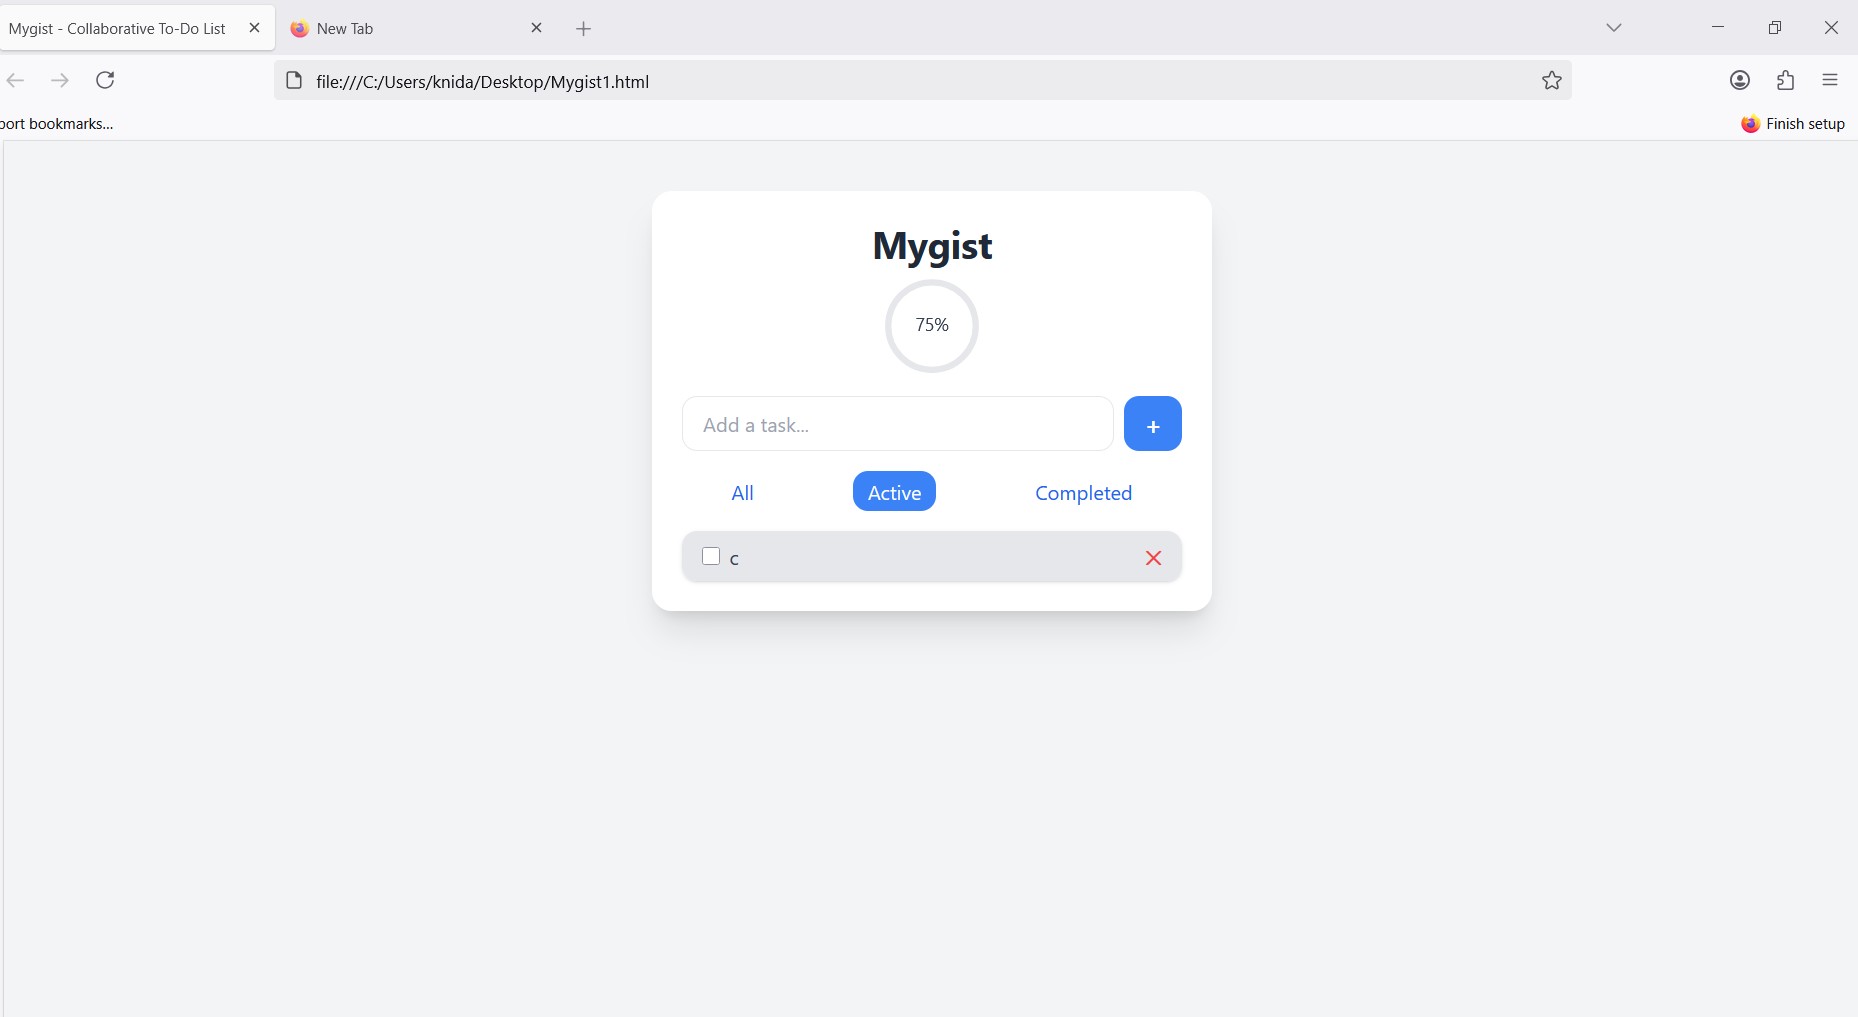 Mygist - Collaborative To-Do List
New Tab
file:///C:/Users/knida/Desktop/Mygist1.html
port bookmarks...
Finish setup
Mygist
75%
Add a task...
+
All
Active
Completed
c